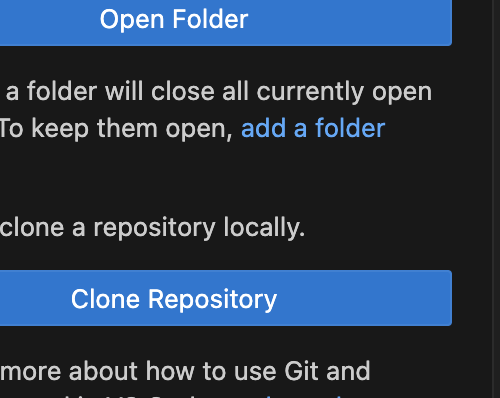 Open Folder
a folder will close all currently open
To keep them open, add a folder
clone a repository locally.
Clone Repository
more about how to use Git and